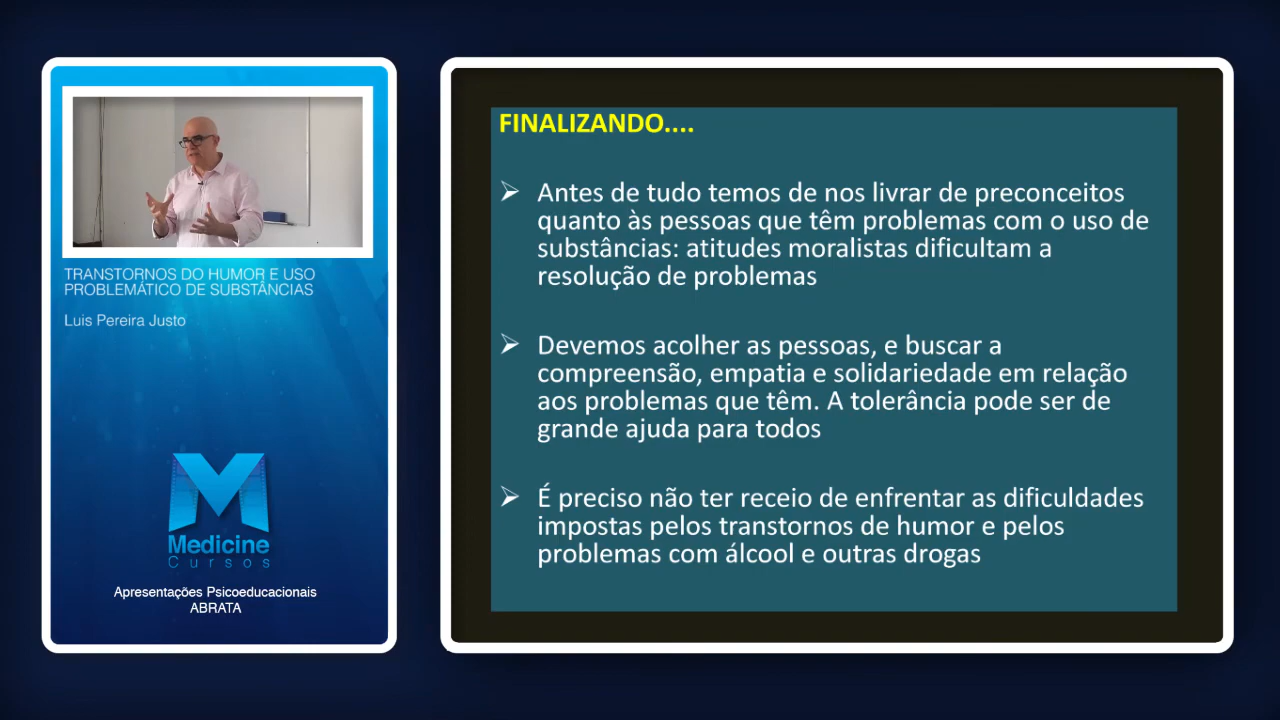 TRANSTORNOS DO HUMOR E USO
PROBLEMÁTICO DE SUBSTÂNCIAS
Luis Pereira Justo
Medicine
Cursos
Apresentações Psicoeducacionais
ABRATA
FINALIZANDO....
Antes de tudo temos de nos livrar de preconceitos
quanto às pessoas que têm problemas com o uso de
substâncias: atitudes moralistas dificultam a
resolução de problemas
Devemos acolher as pessoas, e buscar a
compreensão, empatia e solidariedade em relação
aos problemas que têm. A tolerância pode ser de
grande ajuda para todos
É preciso não ter receio de enfrentar as dificuldades
impostas pelos transtornos de humor e pelos
problemas com álcool e outras drogas